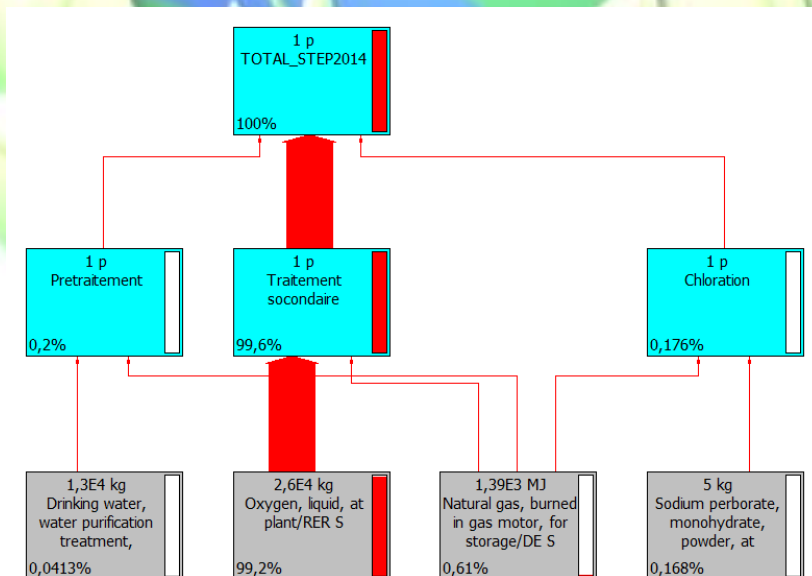 1 p
TOTAL_STEP2014
100%
1 p
Pretraitement
0,2%
1 p
Traitement
socondaire
99,6%
1 p
Chloration
0,176%
1,3E4 kg
Drinking water,
water purification
treatment,
0,0413%
2,6E4 kg
Oxygen, liquid, at
plant/RER S
99,2%
1,39E3 MJ
Natural gas, burned
in gas motor, for
storage/DE S
0,61%
5 kg
Sodium perborate,
monohydrate,
powder, at
0,168%